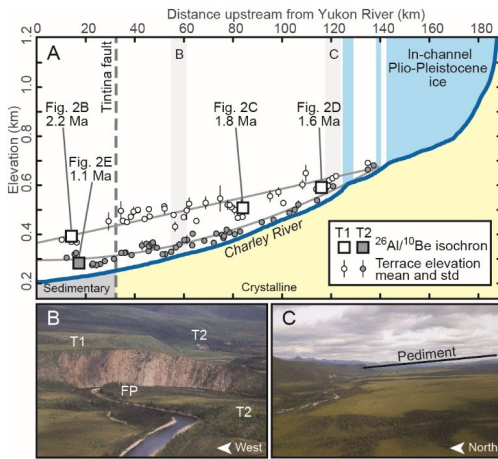 Distance upstream from Yukon River (km)
0 20 40 60 80 100 120 140 160 180
1.2
1.0
0.8
0.6
0.4
0.2
Elevation (km)
A
Tintina fault
B
C
In-channel
Plio-Pleistocene
ice
Fig. 2B
2.2 Ma
Fig. 2E
1.1 Ma
Fig. 2C
1.8 Ma
Fig. 2D
1.6 Ma
Charley River
T1 T2
²⁶Al/¹⁰Be isochron
Terrace elevation
mean and std
Sedimentary
Crystalline
B
T1
T2
FP
T2
West
C
Pediment
North